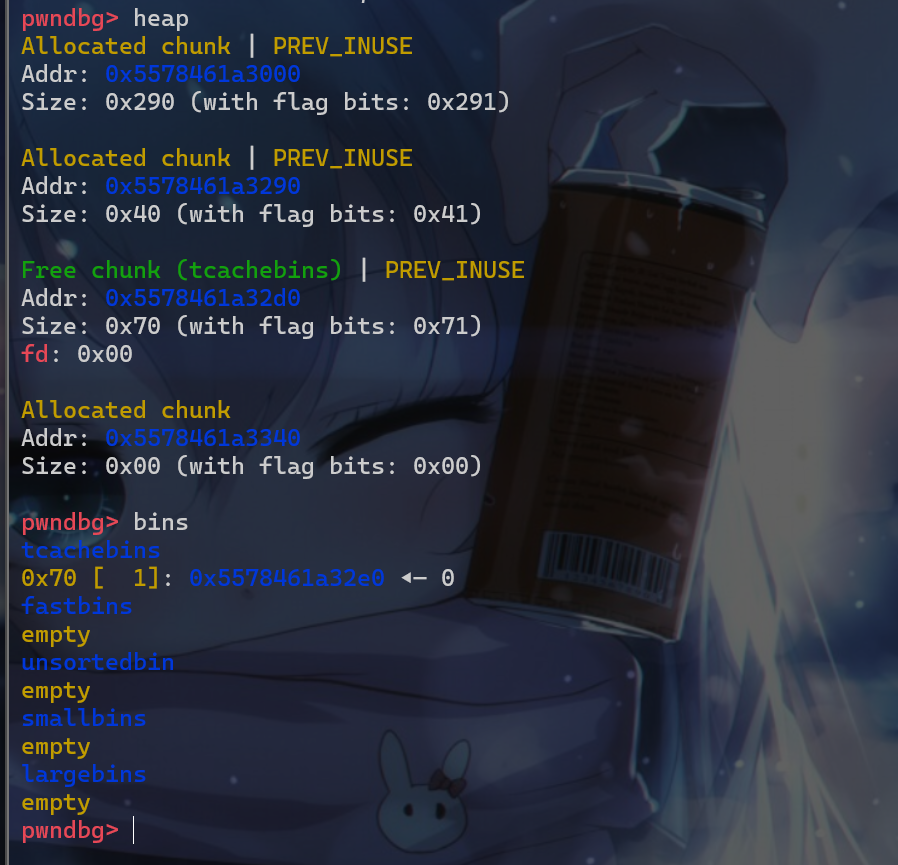 pwndbg> heap
Allocated chunk | PREV_INUSE
Addr: 0x5578461a3000
Size: 0x290 (with flag bits: 0x291)
Allocated chunk | PREV_INUSE
Addr: 0x5578461a3290
Size: 0x40 (with flag bits: 0x41)
Free chunk (tcachebins) | PREV_INUSE
Addr: 0x5578461a32d0
Size: 0x70 (with flag bits: 0x71)
fd: 0x00
Allocated chunk
Addr: 0x5578461a3340
Size: 0x00 (with flag bits: 0x00)
pwndbg> bins
tcachebins
0x70 [  1]: 0x5578461a32e0 ◂— 0
fastbins
empty
unsortedbin
empty
smallbins
empty
largebins
empty
pwndbg>